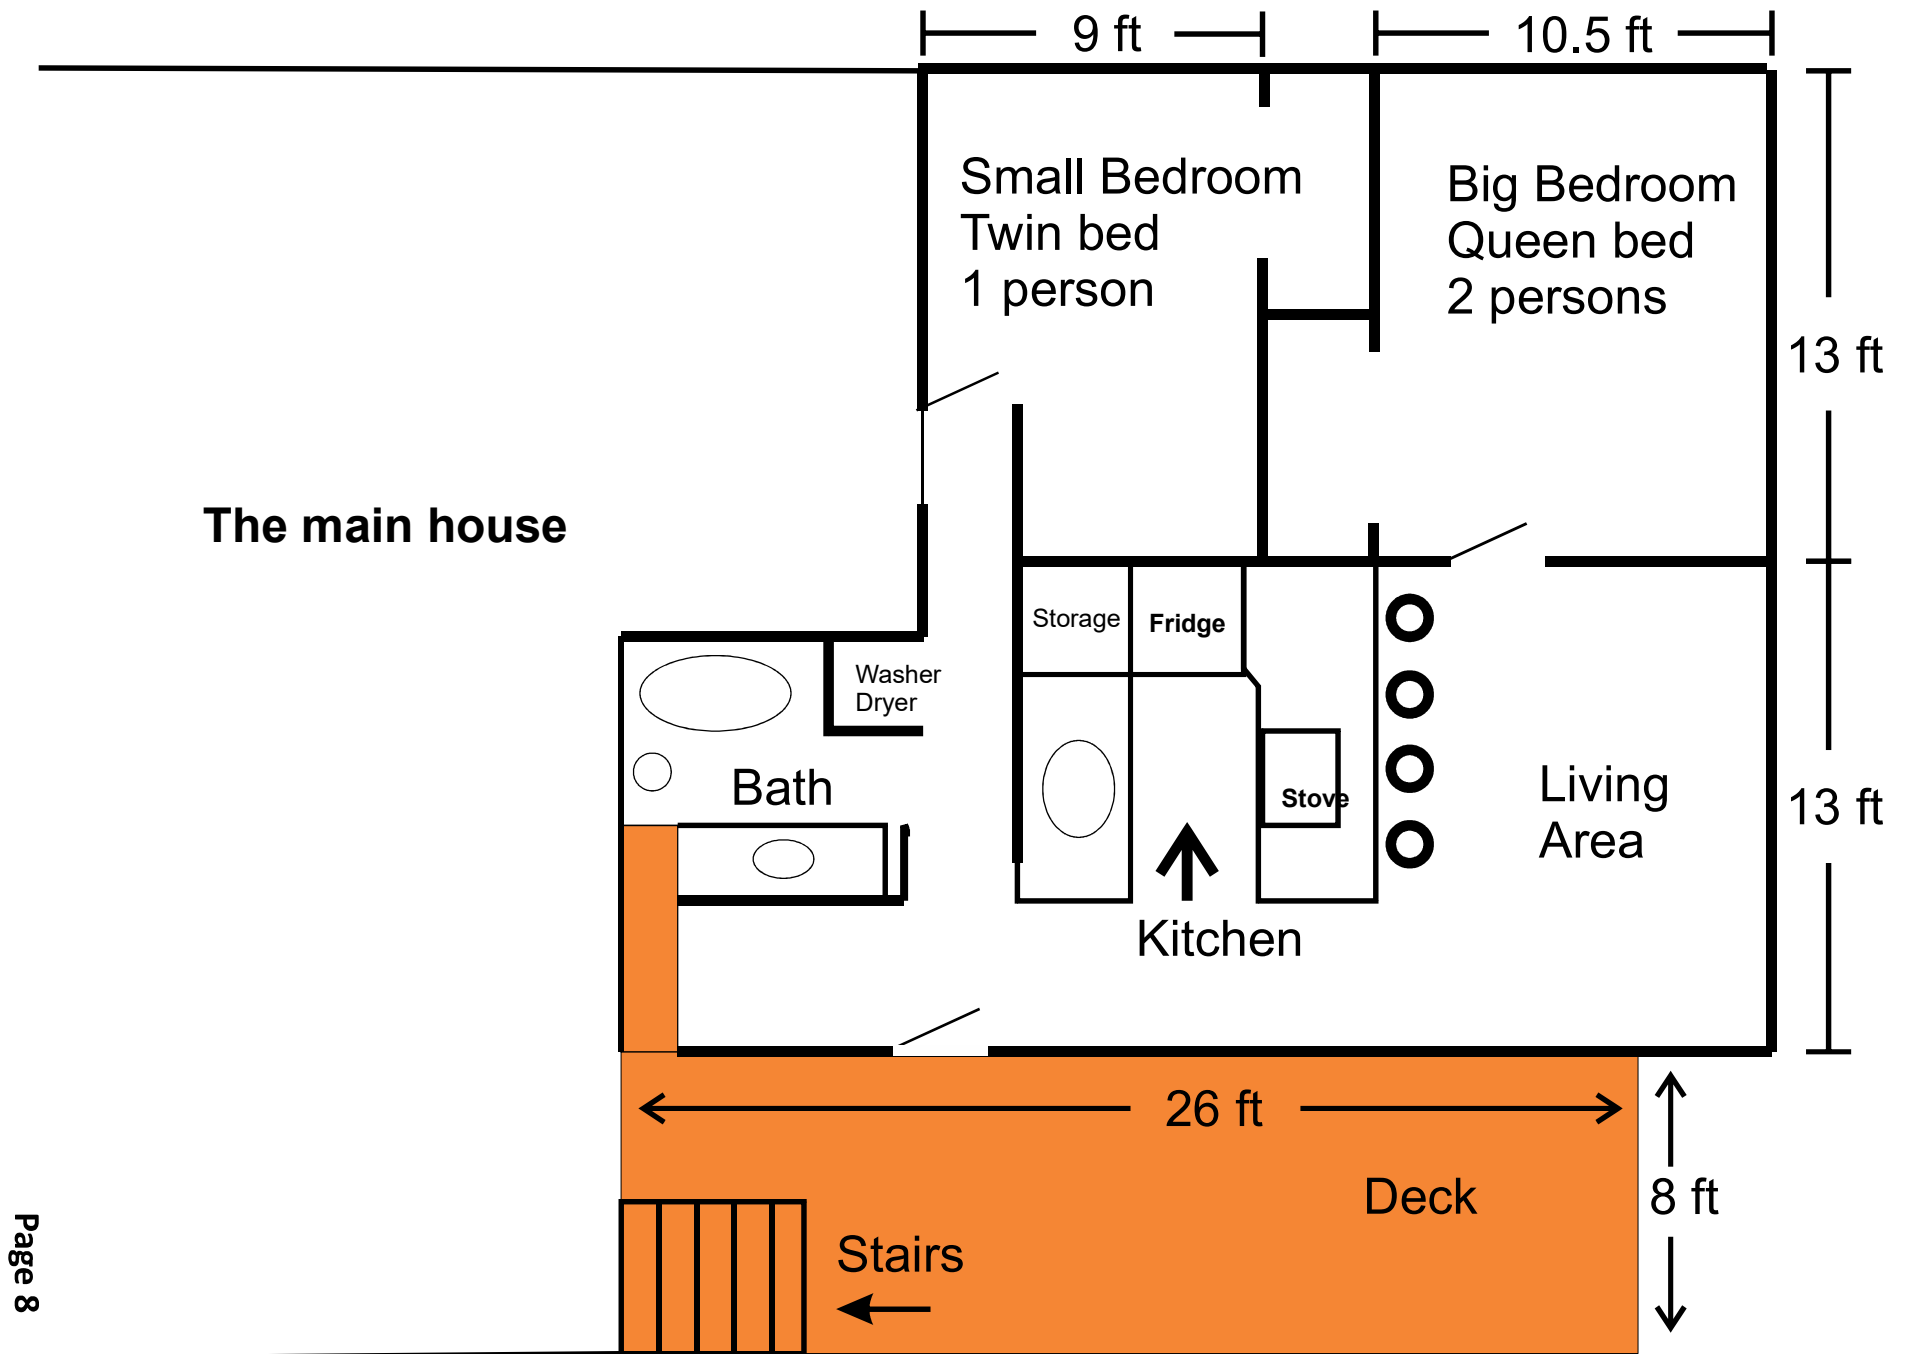 9 ft
10.5 ft
Small Bedroom
Twin bed
1 person
Big Bedroom
Queen bed
2 persons
13 ft
The main house
Storage
Fridge
Washer
Dryer
Bath
Stove
Living
Area
13 ft
Kitchen
26 ft
Deck
8 ft
Stairs
Page 8